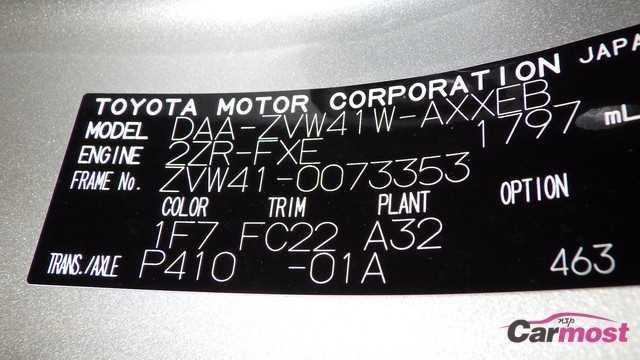 TOYOTA MOTOR CORPORATION JAPA
MODEL DAA-ZVW41W-AXXEB
ENGINE 2ZR-FXE 1797 mL
FRAME No. ZVW41-0073353
COLOR TRIM PLANT OPTION
1F7 FC22 A32
TRANS./AXLE P410 -01A 463
nsp
Carmost